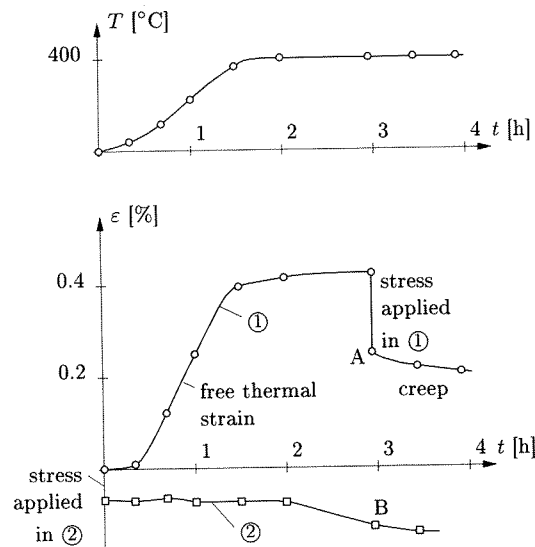 T [°C]
400
1
2
3
4
t [h]
ε [%]
0.4
0.2
①
stress
applied
in ①
A
creep
free thermal
strain
1
2
3
4
t [h]
stress
applied
in ②
②
B